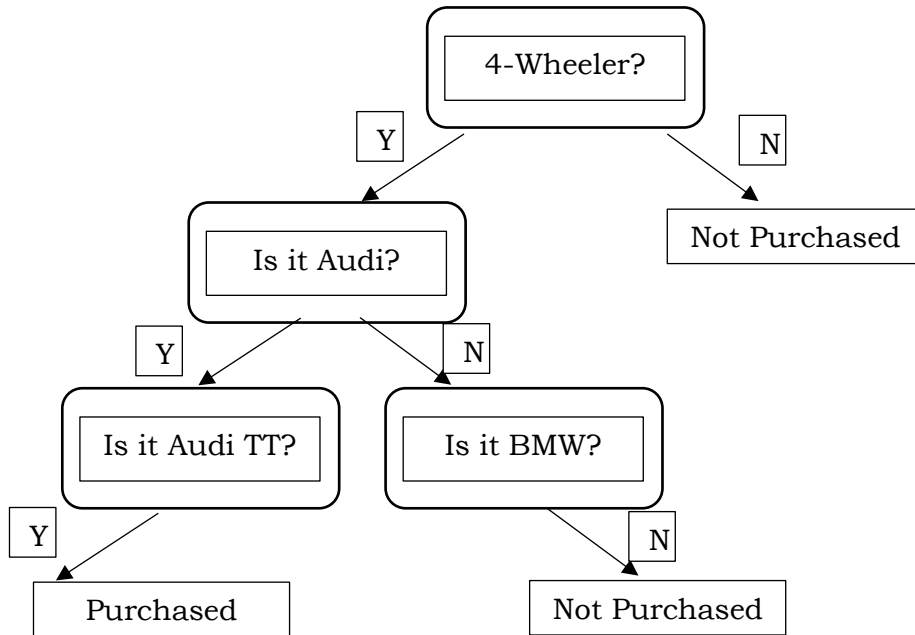 4-Wheeler?
Y
N
Not Purchased
Is it Audi?
Y
N
Is it Audi TT?
Is it BMW?
Y
N
Purchased
Not Purchased